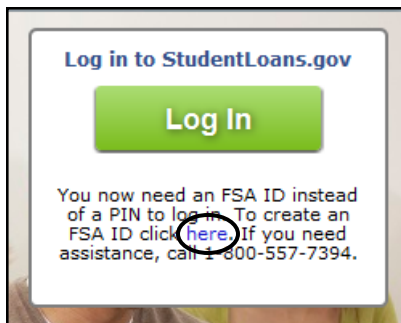 Log in to StudentLoans.gov
Log In
You now need an FSA ID instead
of a PIN to log in. To create an
FSA ID click here. If you need
assistance, call 1-800-557-7394.